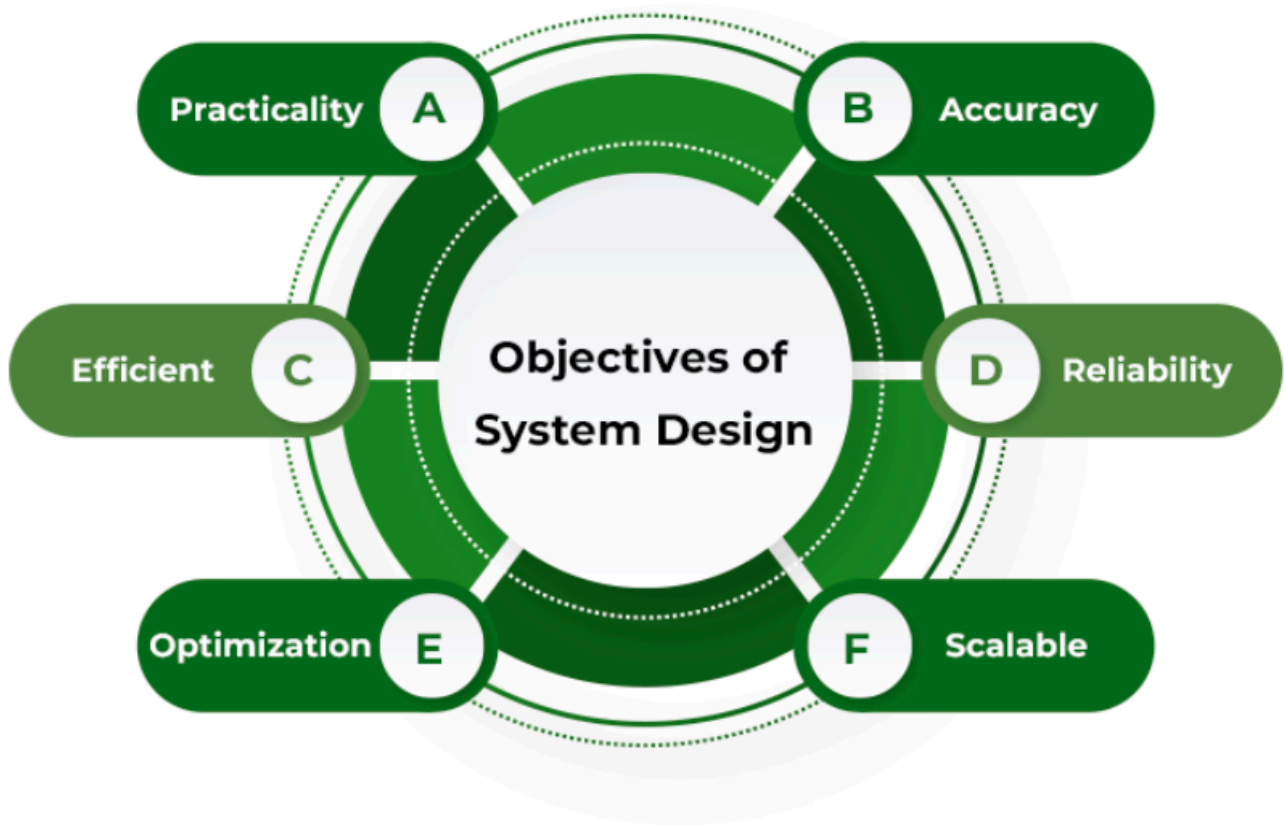 Practicality A
B Accuracy
Efficient C
Objectives of
System Design
D Reliability
Optimization E
F Scalable